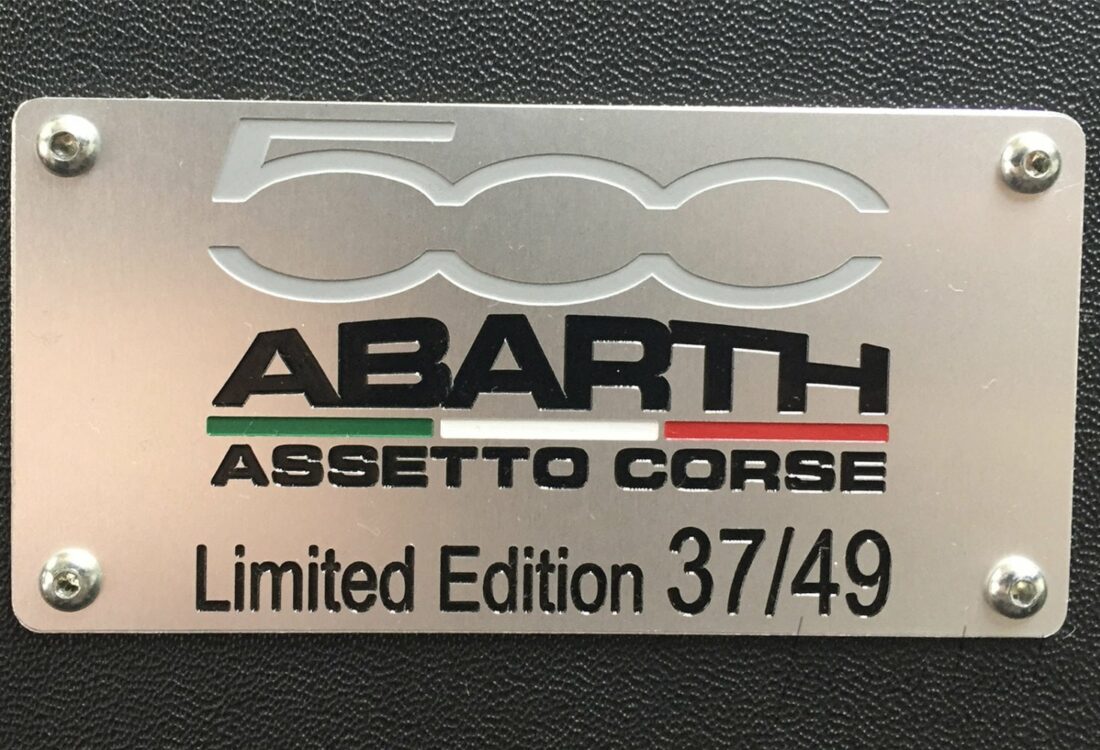 500
ABARTH
ASSETTO CORSE
Limited Edition 37/49